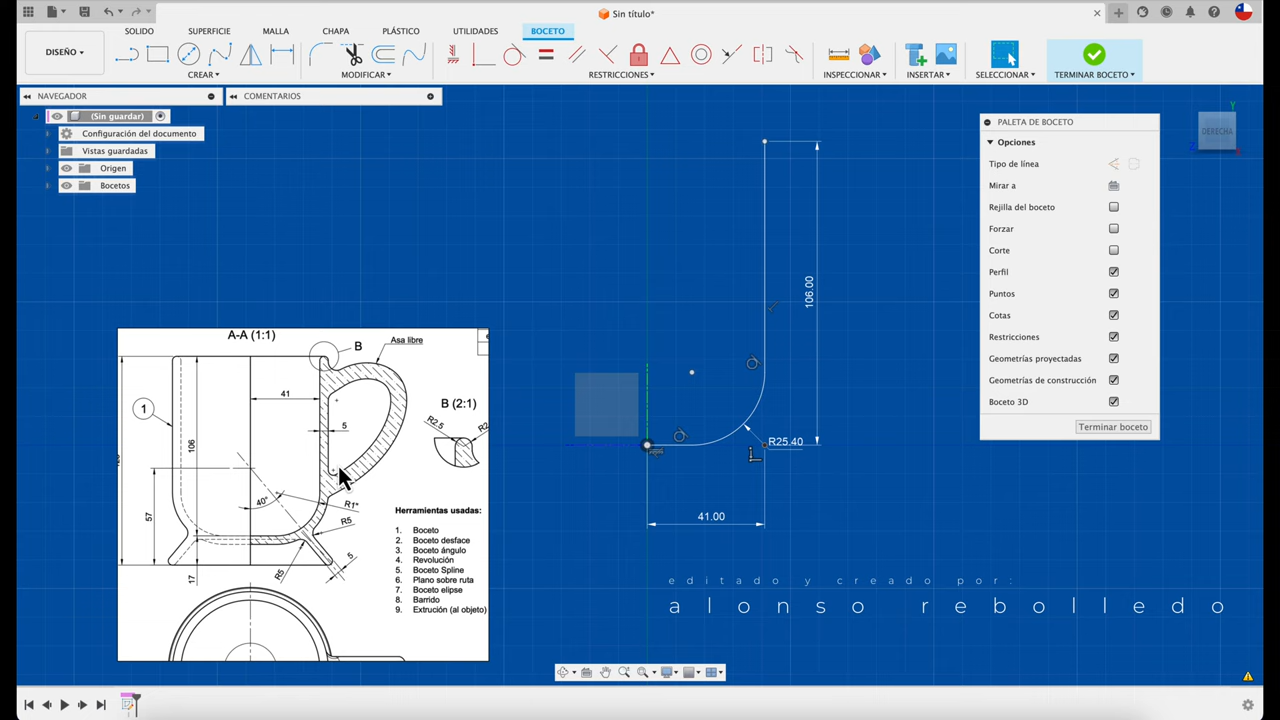 Sin título*
SOLIDO
SUPERFICIE
MALLA
CHAPA
PLÁSTICO
UTILIDADES
BOCETO
DISEÑO
CREAR
MODIFICAR
RESTRICCIONES
INSPECCIONAR
INSERTAR
SELECCIONAR
TERMINAR BOCETO
NAVEGADOR
COMENTARIOS
(Sin guardar)
Configuración del documento
Vistas guardadas
Origen
Bocetos
PALETA DE BOCETO
Opciones
Tipo de línea
Mirar a
Rejilla del boceto
Forzar
Corte
Perfil
Puntos
Cotas
Restricciones
Geometrías proyectadas
Geometrías de construcción
Boceto 3D
Terminar boceto
DERECHA
Y
106.00
R25.40
41.00
A-A (1:1)
B
Asa libre
41
1
5
B (2:1)
R2.5
106
57
40°
R1*
R5
R5
5
17
Herramientas usadas:
1. Boceto
2. Boceto desface
3. Boceto ángulo
4. Revolución
5. Boceto Spline
6. Plano sobre ruta
7. Boceto elipse
8. Barrido
9. Extrución (al objeto)
editado y creado por:
alonso rebolledo